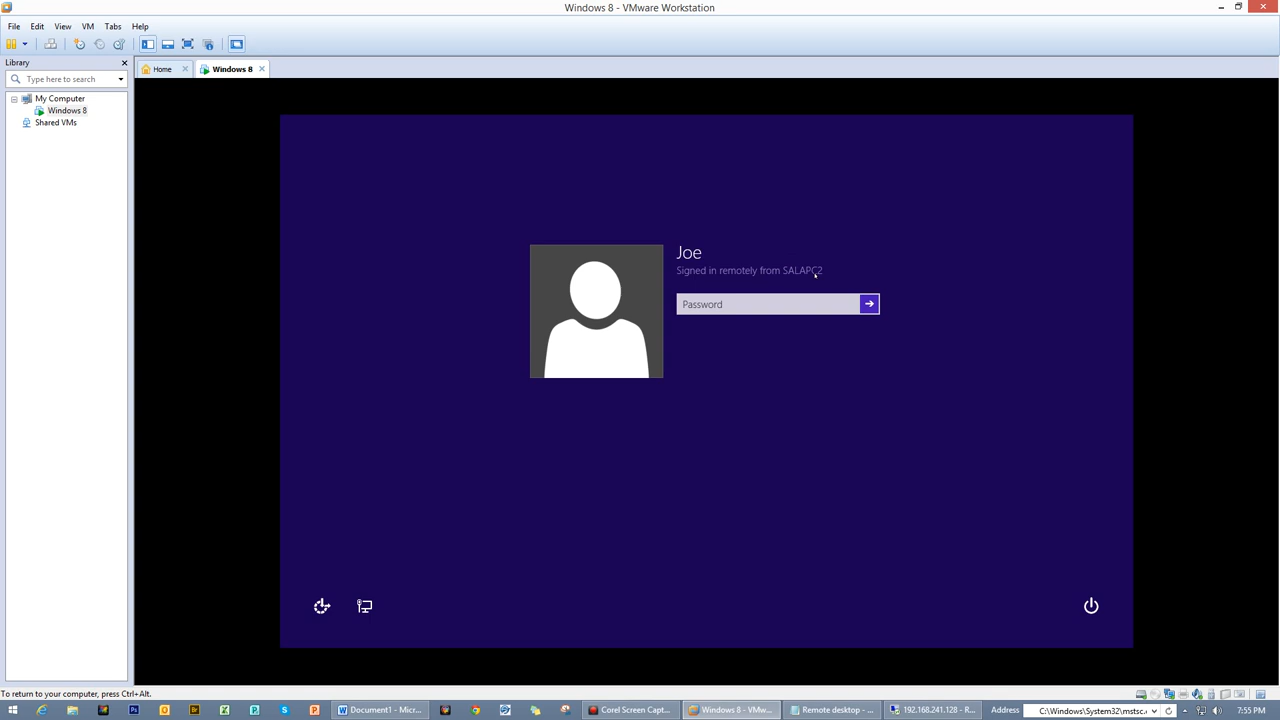 Windows 8 - VMware Workstation
File Edit View VM Tabs Help
Library
Type here to search
My Computer
Windows 8
Shared VMs
Home
Windows 8
Joe
Signed in remotely from SALAPC2
Password
To return to your computer, press Ctrl+Alt.
Document1 - Micr...
Corel Screen Capt...
Windows 8 - VMw...
Remote desktop - ...
192.168.241.128 - R...
Address
C:\Windows\System32\mstsc.e
7:55 PM